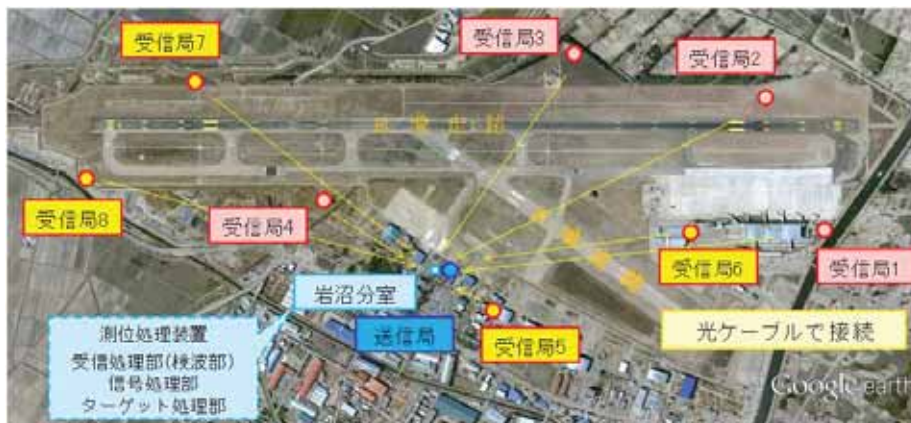 受信局7
受信局3
受信局2
受信局8
受信局4
受信局6
受信局1
岩沼分室
送信局
受信局5
光ケーブルで接続
測位処理装置
受信処理部(検波部)
信号処理部
ターゲット処理部
Google earth